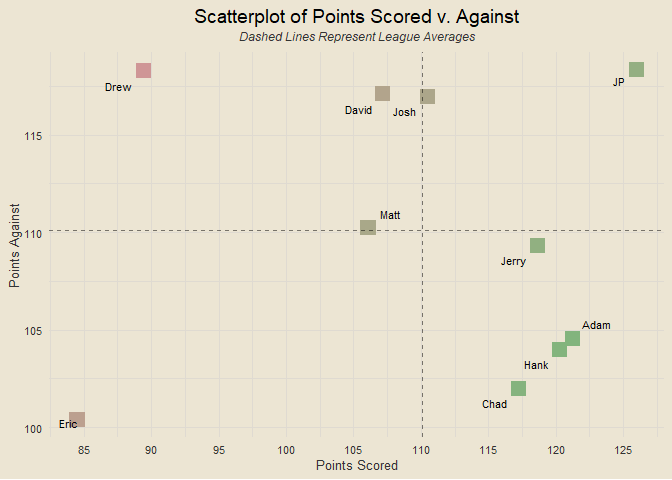 Scatterplot of Points Scored v. Against
Dashed Lines Represent League Averages
JP
Drew
David
Josh
115
Matt
110
Jerry
Points Against
105
Adam
Hank
Chad
Eric
100
85 90 95 100 105 110 115 120 125
Points Scored